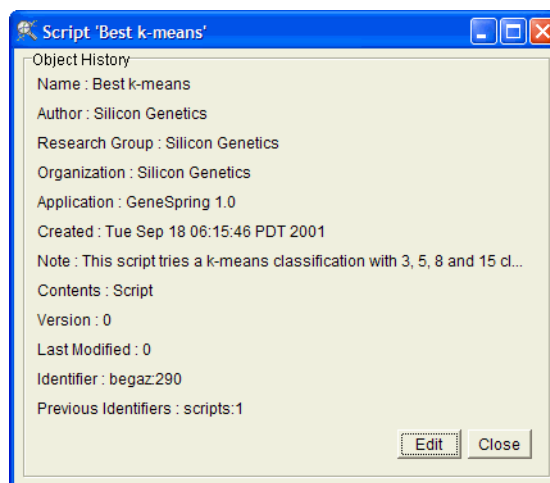 Script 'Best k-means'
Object History
Name : Best k-means
Author : Silicon Genetics
Research Group : Silicon Genetics
Organization : Silicon Genetics
Application : GeneSpring 1.0
Created : Tue Sep 18 06:15:46 PDT 2001
Note : This script tries a k-means classification with 3, 5, 8 and 15 cl...
Contents : Script
Version : 0
Last Modified : 0
Identifier : begaz:290
Previous Identifiers : scripts:1
Edit Close